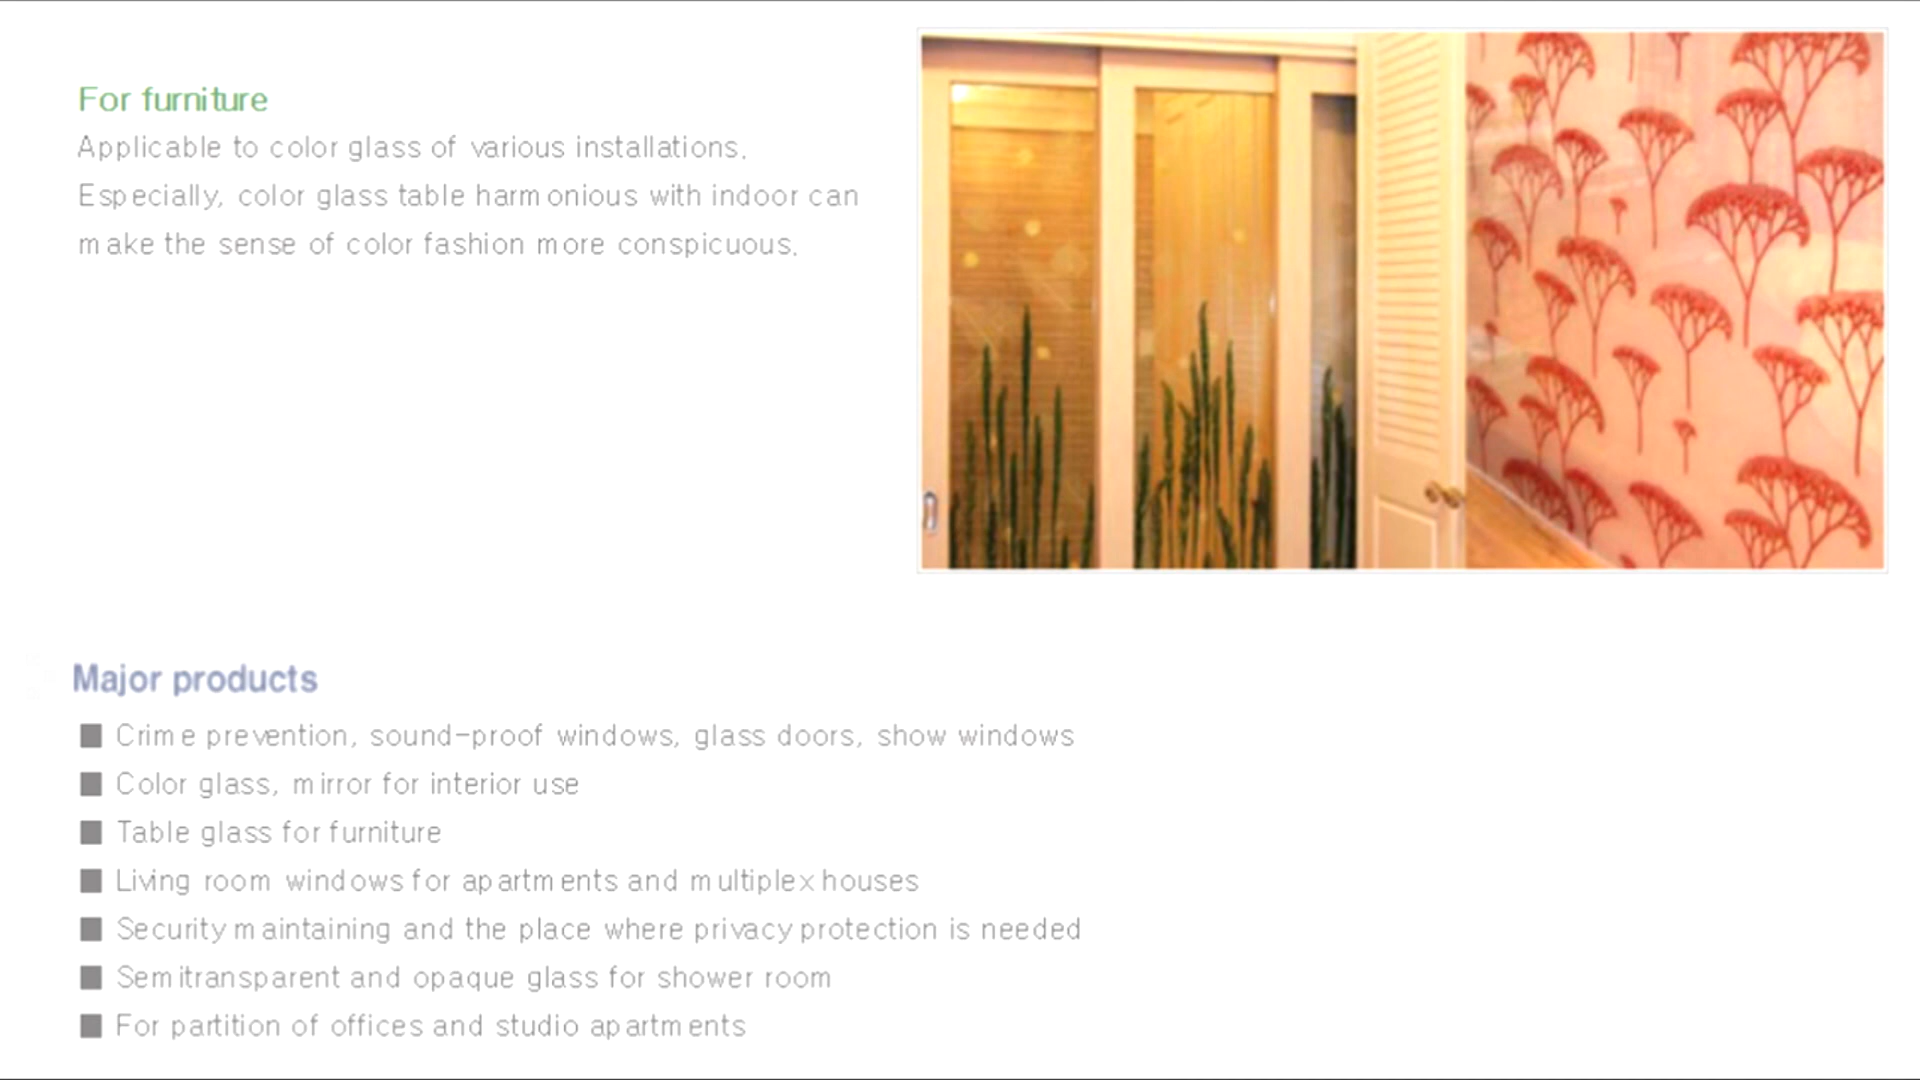 For furniture
Applicable to color glass of various installations.
Especially, color glass table harmonious with indoor can
make the sense of color fashion more conspicuous.
Major products
■ Crime prevention, sound-proof windows, glass doors, show windows
■ Color glass, mirror for interior use
■ Table glass for furniture
■ Living room windows for apartments and multiplex houses
■ Security maintaining and the place where privacy protection is needed
■ Semitransparent and opaque glass for shower room
■ For partition of offices and studio apartments